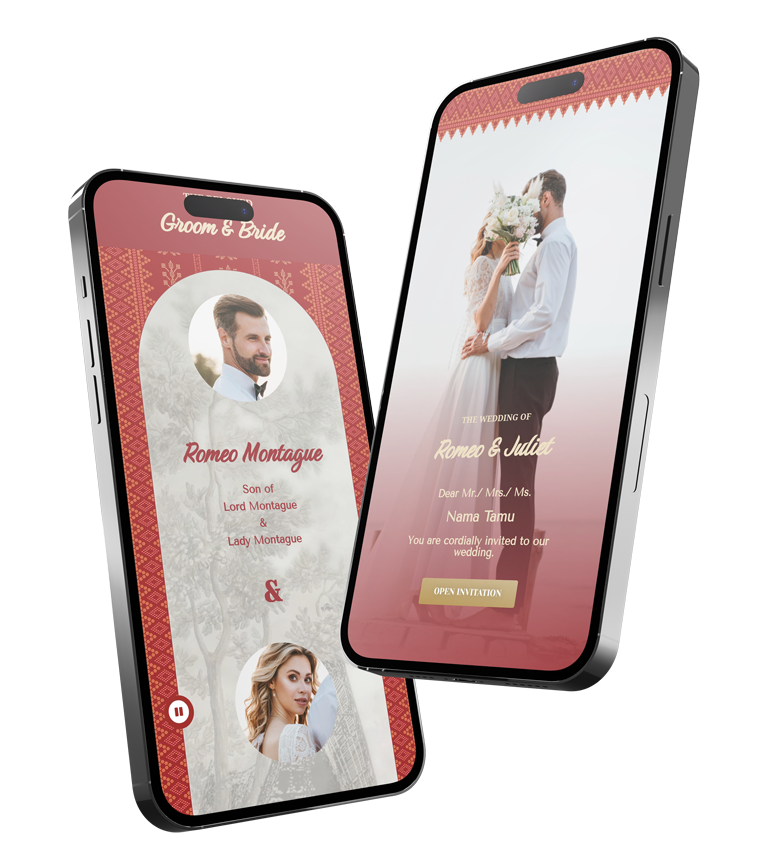 Groom & Bride
Romeo Montague
Son of
Lord Montague
&
Lady Montague
&
THE WEDDING OF
Romeo & Juliet
Dear Mr./ Mrs./ Ms.
Nama Tamu
You are cordially invited to our
wedding.
OPEN INVITATION